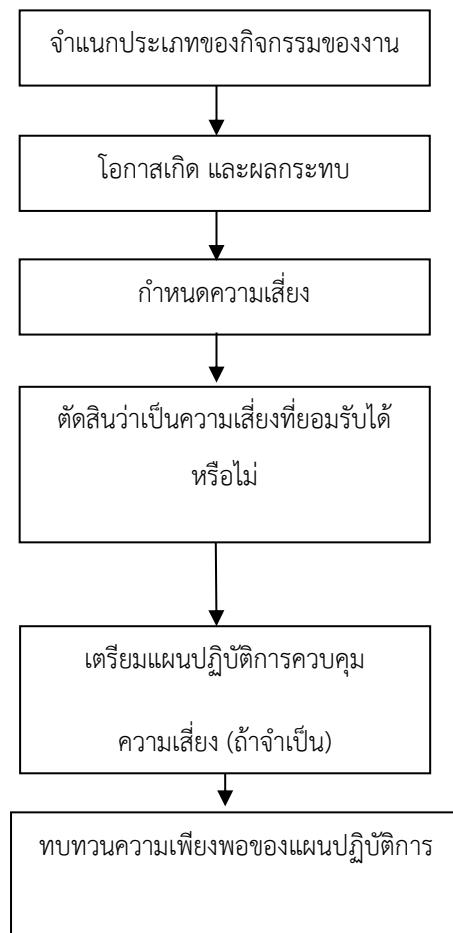 จำแนกประเภทของกิจกรรมของงาน
โอกาสเกิด และผลกระทบ
กำหนดความเสี่ยง
ตัดสินว่าเป็นความเสี่ยงที่ยอมรับได้
หรือไม่
เตรียมแผนปฏิบัติการควบคุม
ความเสี่ยง (ถ้าจำเป็น)
ทบทวนความเพียงพอของแผนปฏิบัติการ